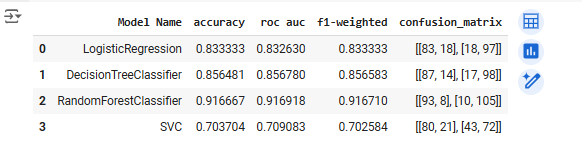 Model Name accuracy roc auc f1-weighted confusion_matrix
0 LogisticRegression 0.833333 0.832630 0.833333 [[83, 18], [18, 97]]
1 DecisionTreeClassifier 0.856481 0.856780 0.856583 [[87, 14], [17, 98]]
2 RandomForestClassifier 0.916667 0.916918 0.916710 [[93, 8], [10, 105]]
3 SVC 0.703704 0.709083 0.702584 [[80, 21], [43, 72]]